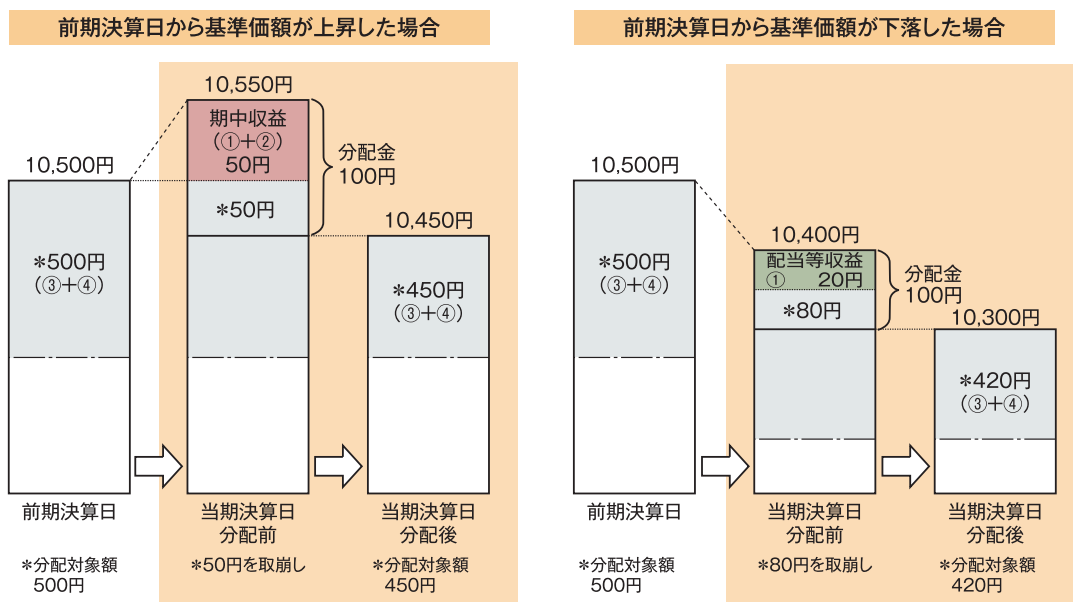 前期決算日から基準価額が上昇した場合
10,550円
期中収益
（①＋②）
50円
分配金
100円
10,500円
＊50円
10,450円
＊500円
（③＋④）
＊450円
（③＋④）
前期決算日
当期決算日
分配前
当期決算日
分配後
＊分配対象額
500円
＊50円を取崩し
＊分配対象額
450円
前期決算日から基準価額が下落した場合
10,500円
10,400円
配当等収益
① 20円
分配金
100円
＊500円
（③＋④）
＊80円
10,300円
＊420円
（③＋④）
前期決算日
当期決算日
分配前
当期決算日
分配後
＊分配対象額
500円
＊80円を取崩し
＊分配対象額
420円